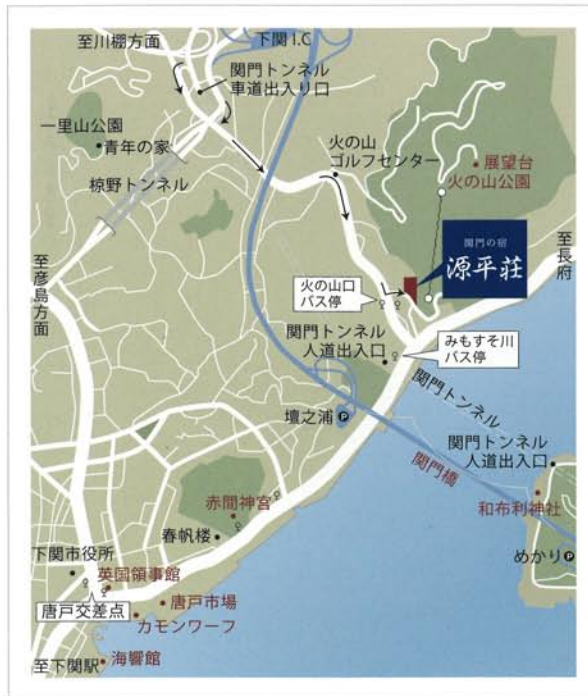 至川棚方面
下関 I.C
関門トンネル
車道出入り口
一里山公園
青年の家
椋野トンネル
火の山
ゴルフセンター
展望台
火の山公園
関門の宿
源平荘
至長府
至彦島方面
火の山口
バス停
関門トンネル
人道出入口
みもすそ川
バス停
関門トンネル
壇之浦
P
関門橋
関門トンネル
人道出入口
和布利神社
めかり
P
赤間神宮
春帆楼
下関市役所
英国領事館
唐戸交差点
唐戸市場
カモンワーフ
至下関駅
海響館